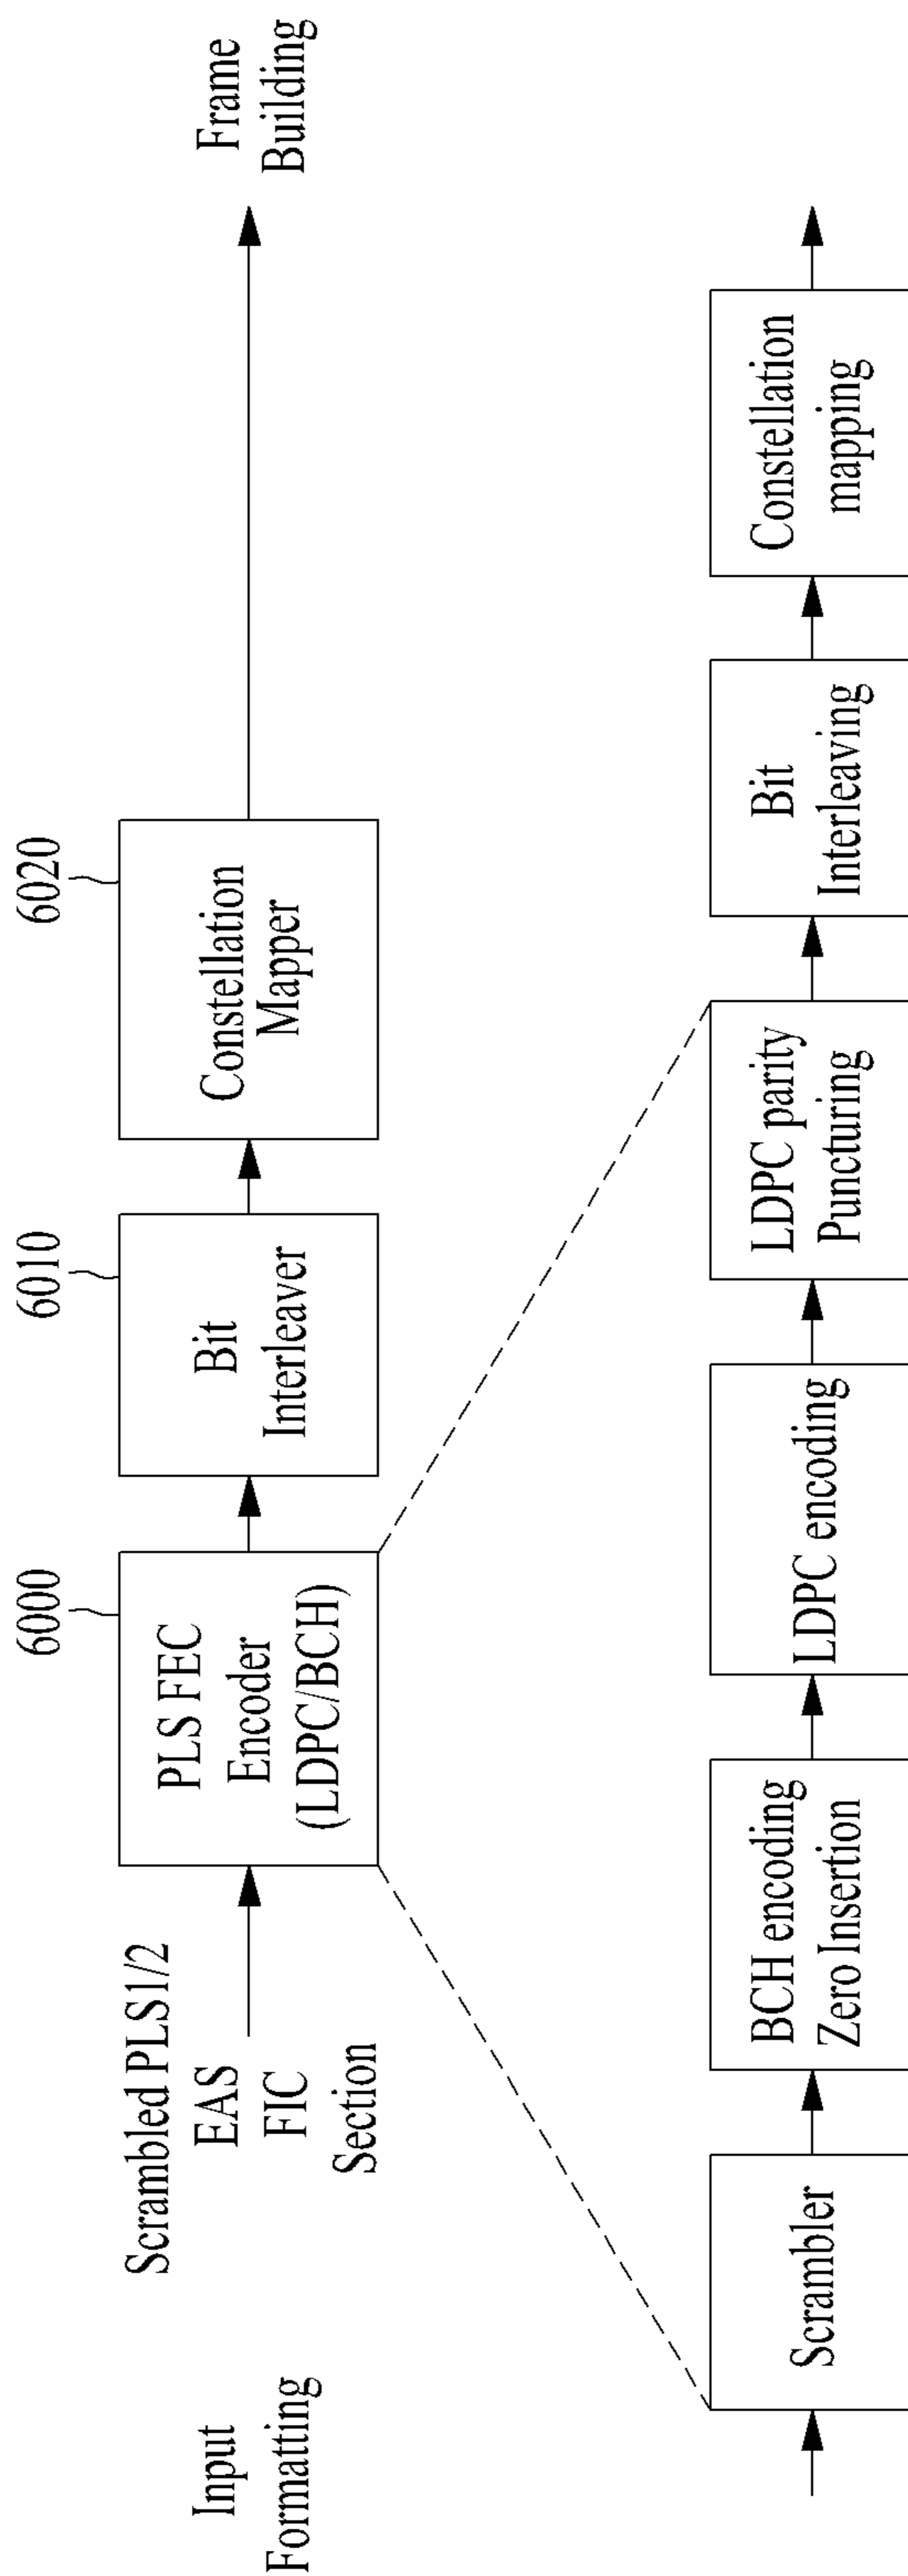 Input
Formatting
Scrambled PLS1/2
EAS
FIC
Section
6000
PLS FEC
Encoder
(LDPC/BCH)
6010
Bit
Interleaver
6020
Constellation
Mapper
Frame
Building
Scrambler
BCH encoding
Zero Insertion
LDPC encoding
LDPC parity
Puncturing
Bit
Interleaving
Constellation
mapping